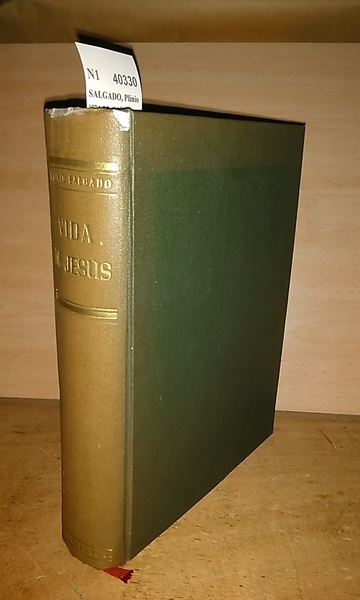 N1 40330
SALGADO, Plinio
SALGADO
VIDA
JESUS